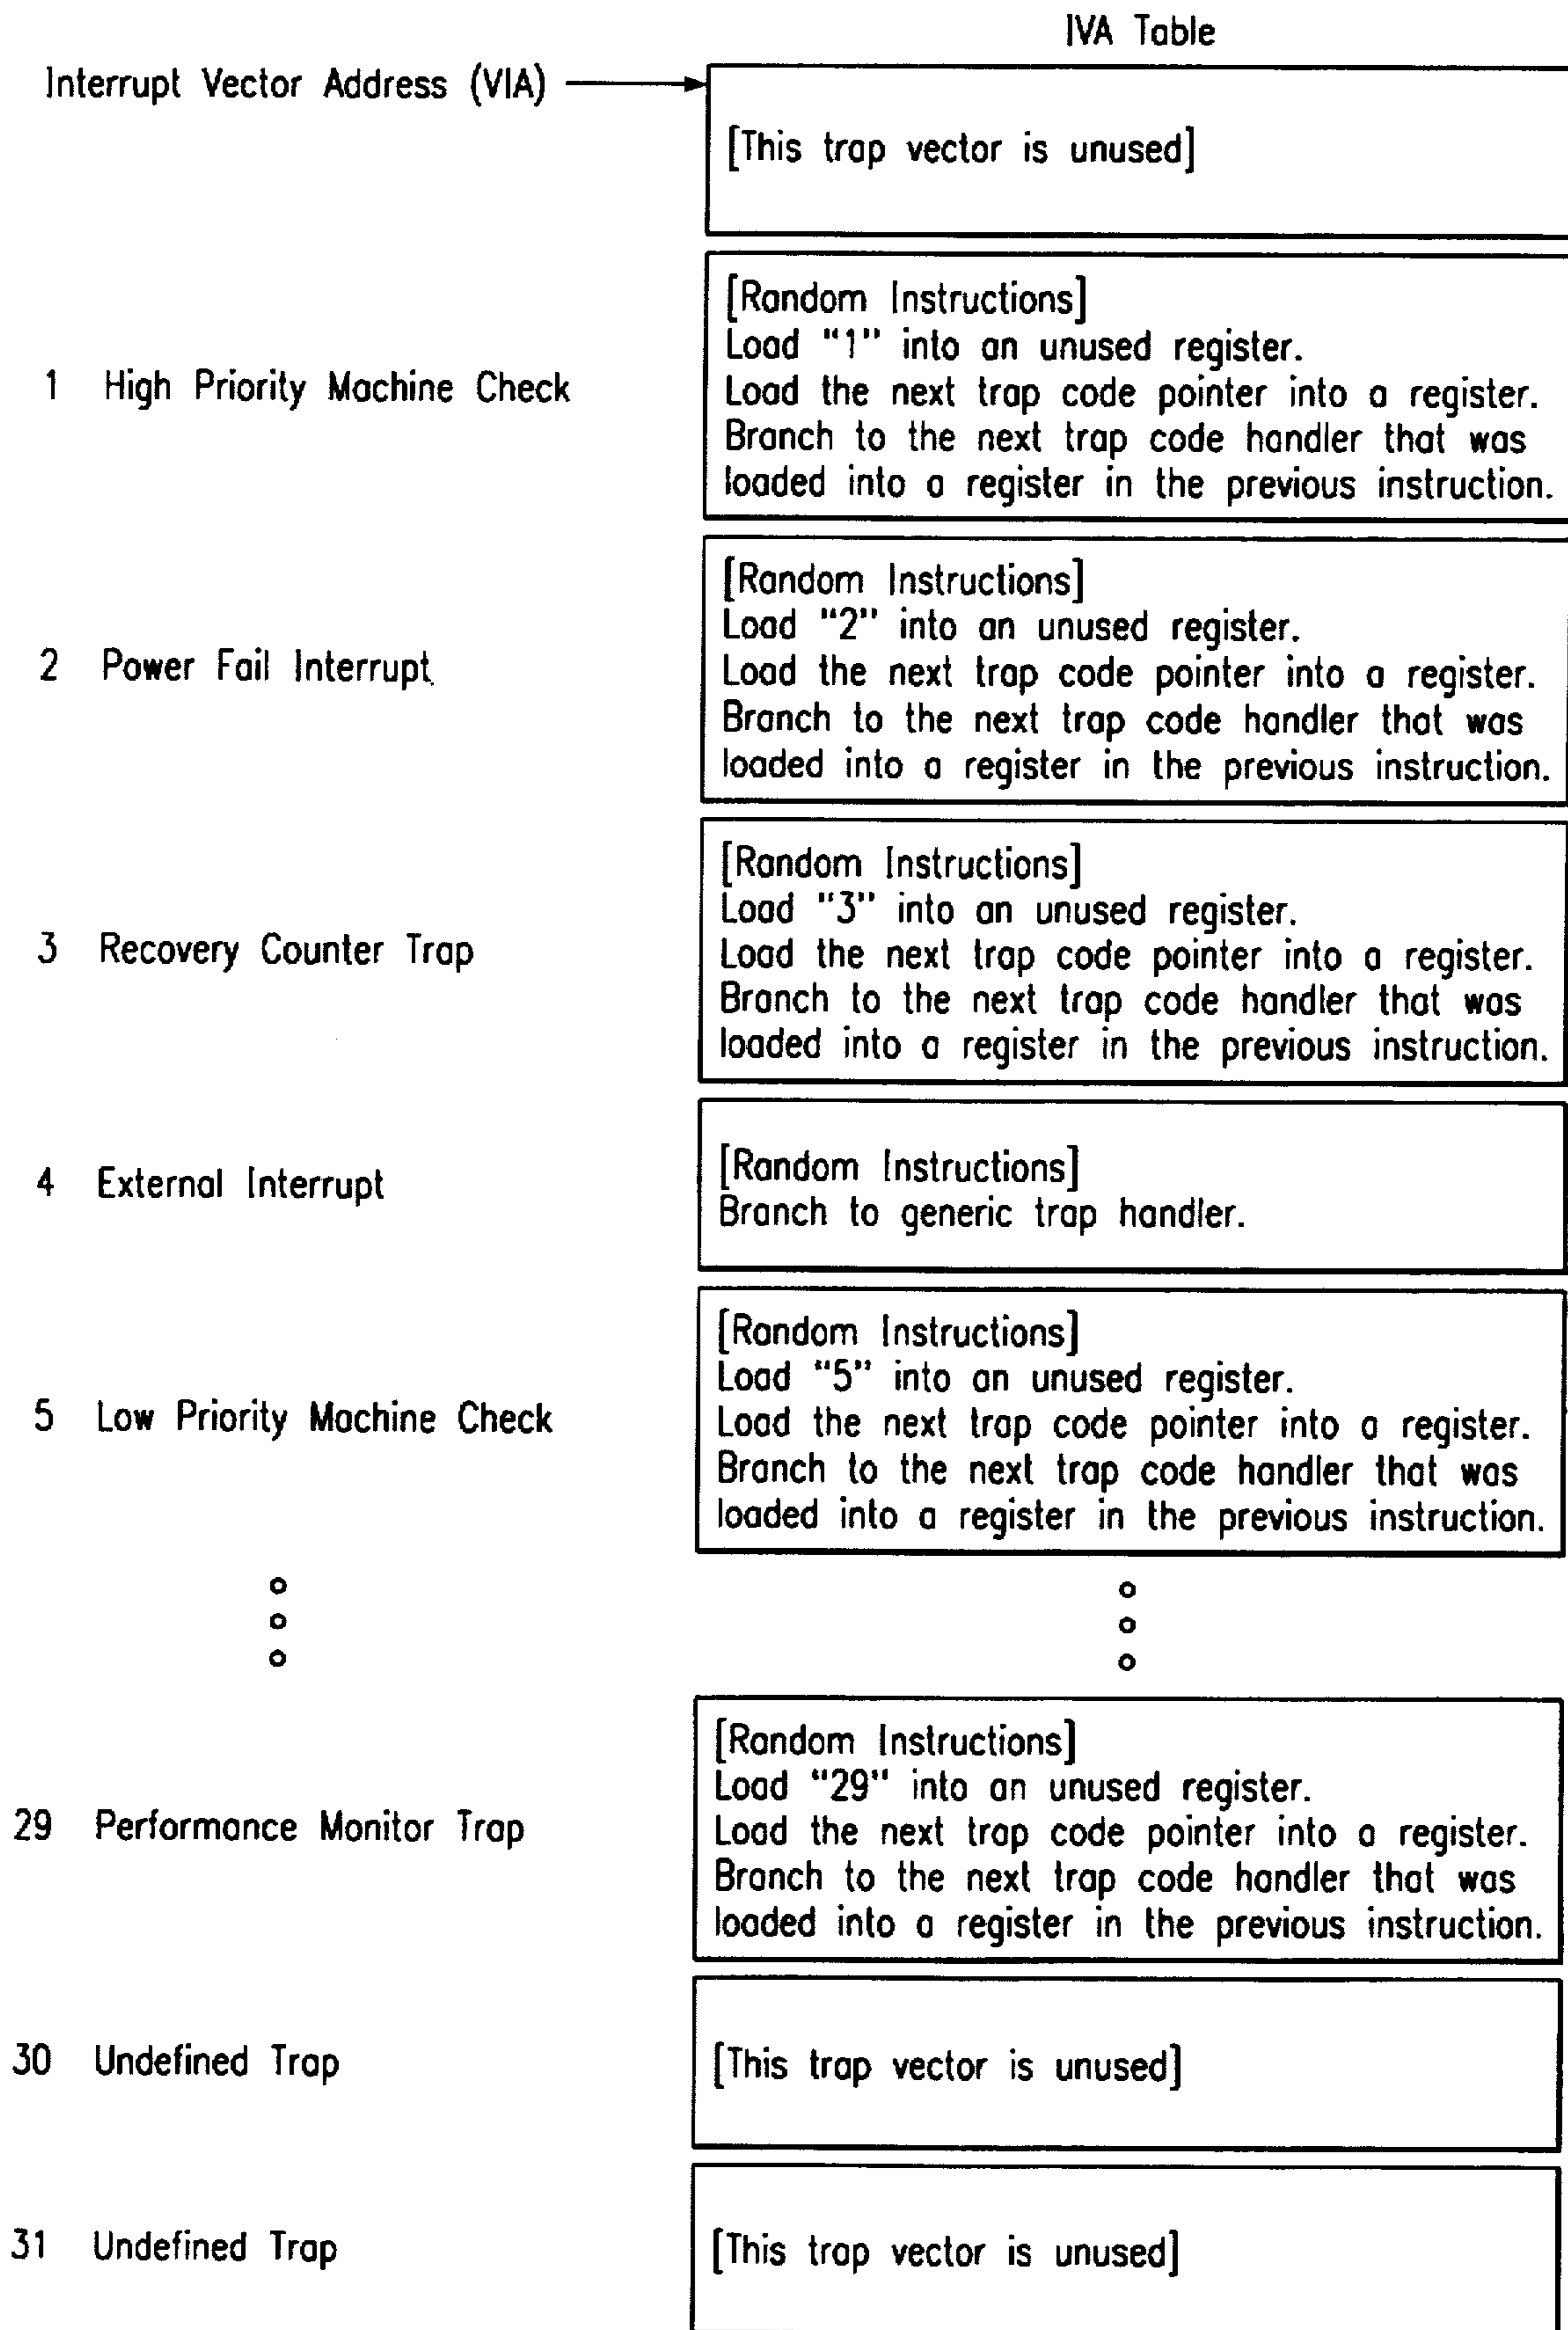 IVA Table
Interrupt Vector Address (VIA)
[This trap vector is unused]
1 High Priority Machine Check
[Random Instructions]
Load "1" into an unused register.
Load the next trap code pointer into a register.
Branch to the next trap code handler that was
loaded into a register in the previous instruction.
2 Power Fail Interrupt
[Random Instructions]
Load "2" into an unused register.
Load the next trap code pointer into a register.
Branch to the next trap code handler that was
loaded into a register in the previous instruction.
3 Recovery Counter Trap
[Random Instructions]
Load "3" into an unused register.
Load the next trap code pointer into a register.
Branch to the next trap code handler that was
loaded into a register in the previous instruction.
4 External Interrupt
[Random Instructions]
Branch to generic trap handler.
5 Low Priority Machine Check
[Random Instructions]
Load "5" into an unused register.
Load the next trap code pointer into a register.
Branch to the next trap code handler that was
loaded into a register in the previous instruction.
29 Performance Monitor Trap
[Random Instructions]
Load "29" into an unused register.
Load the next trap code pointer into a register.
Branch to the next trap code handler that was
loaded into a register in the previous instruction.
30 Undefined Trap
[This trap vector is unused]
31 Undefined Trap
[This trap vector is unused]